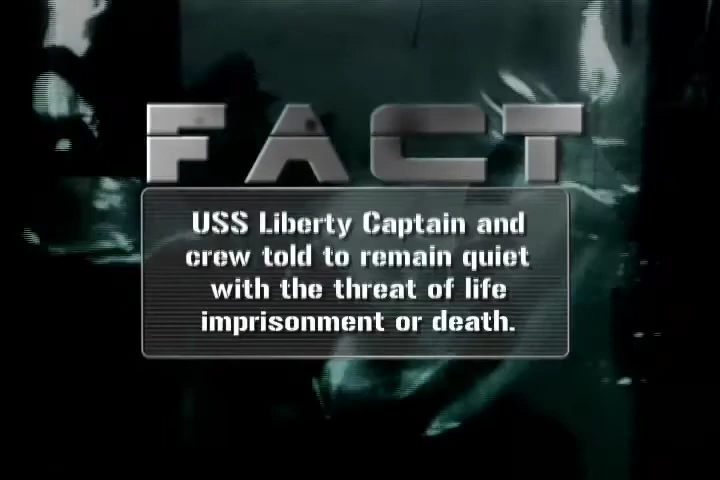 FACT
USS Liberty Captain and
crew told to remain quiet
with the threat of life
imprisonment or death.